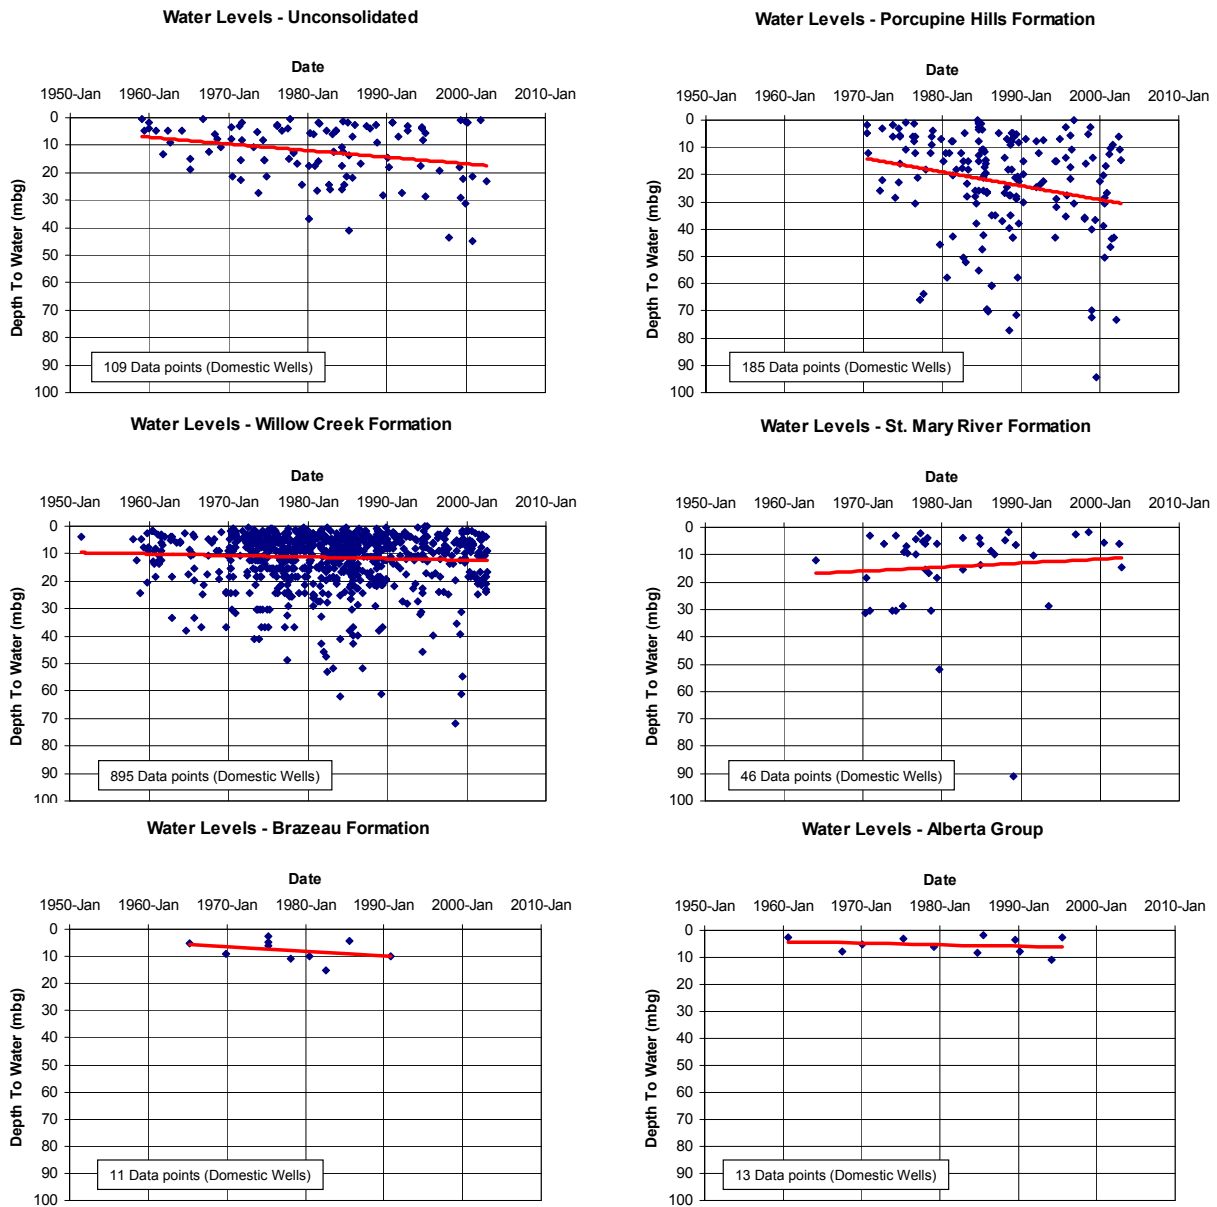 Water Levels - Unconsolidated
Date
1950-Jan 1960-Jan 1970-Jan 1980-Jan 1990-Jan 2000-Jan 2010-Jan
0
10
20
30
40
50
60
70
80
90
100
Depth To Water (mbg)
109 Data points (Domestic Wells)
Water Levels - Porcupine Hills Formation
Date
1950-Jan 1960-Jan 1970-Jan 1980-Jan 1990-Jan 2000-Jan 2010-Jan
0
10
20
30
40
50
60
70
80
90
100
Depth To Water (mbg)
185 Data points (Domestic Wells)
Water Levels - Willow Creek Formation
Date
1950-Jan 1960-Jan 1970-Jan 1980-Jan 1990-Jan 2000-Jan 2010-Jan
0
10
20
30
40
50
60
70
80
90
100
Depth To Water (mbg)
895 Data points (Domestic Wells)
Water Levels - St. Mary River Formation
Date
1950-Jan 1960-Jan 1970-Jan 1980-Jan 1990-Jan 2000-Jan 2010-Jan
0
10
20
30
40
50
60
70
80
90
100
Depth To Water (mbg)
46 Data points (Domestic Wells)
Water Levels - Brazeau Formation
Date
1950-Jan 1960-Jan 1970-Jan 1980-Jan 1990-Jan 2000-Jan 2010-Jan
0
10
20
30
40
50
60
70
80
90
100
Depth To Water (mbg)
11 Data points (Domestic Wells)
Water Levels - Alberta Group
Date
1950-Jan 1960-Jan 1970-Jan 1980-Jan 1990-Jan 2000-Jan 2010-Jan
0
10
20
30
40
50
60
70
80
90
100
Depth To Water (mbg)
13 Data points (Domestic Wells)